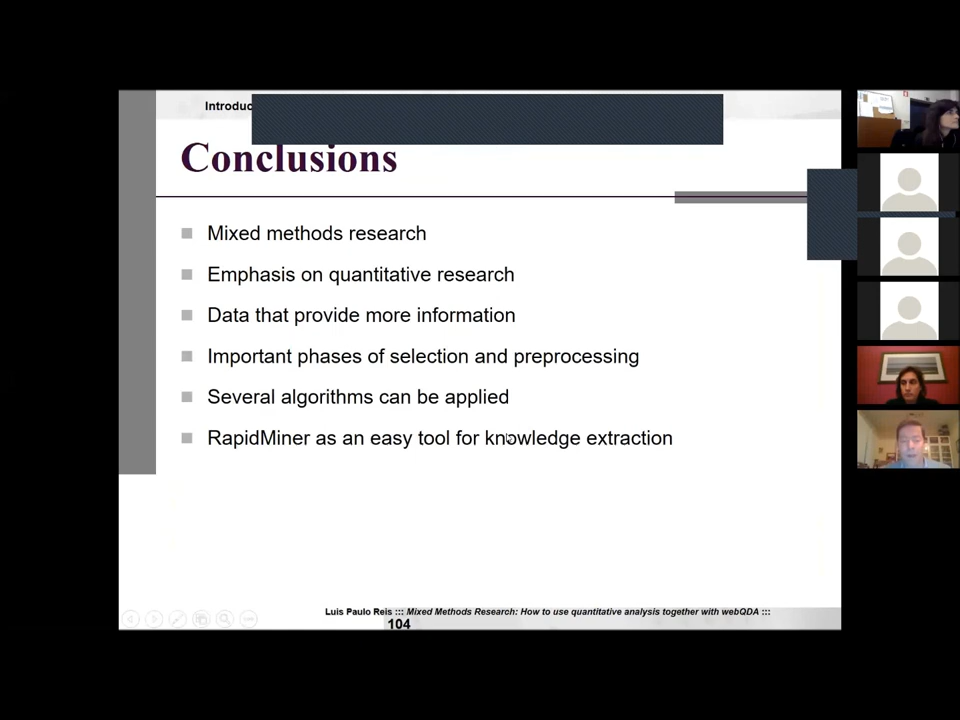 Introduc
Conclusions
Mixed methods research
Emphasis on quantitative research
Data that provide more information
Important phases of selection and preprocessing
Several algorithms can be applied
RapidMiner as an easy tool for knowledge extraction
Luis Paulo Reis ::: Mixed Methods Research: How to use quantitative analysis together with webQDA :::
104